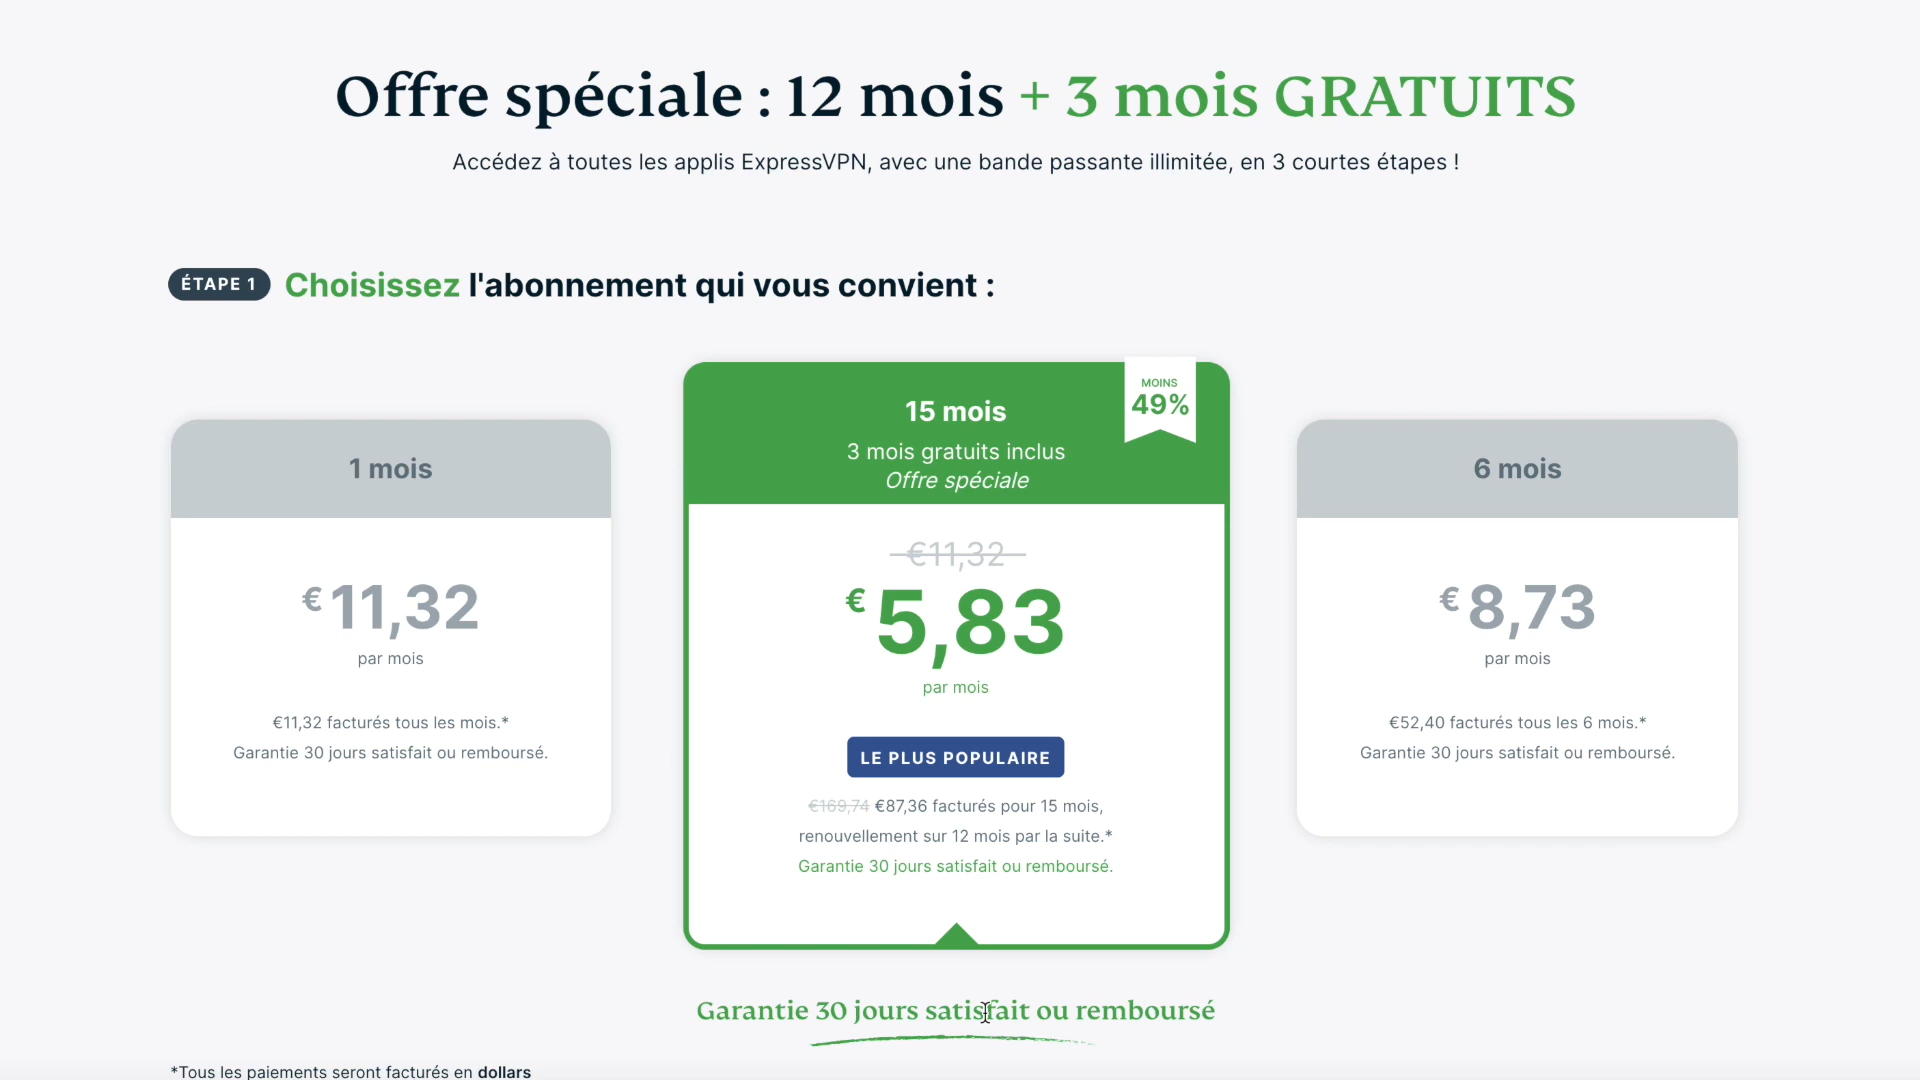 Offre spéciale : 12 mois + 3 mois GRATUITS
Accédez à toutes les applis ExpressVPN, avec une bande passante illimitée, en 3 courtes étapes !
ÉTAPE 1 Choisissez l'abonnement qui vous convient :
1 mois
€11,32
par mois
€11,32 facturés tous les mois.*
Garantie 30 jours satisfait ou remboursé.
MOINS
49%
15 mois
3 mois gratuits inclus
Offre spéciale
€11,32
€5,83
par mois
LE PLUS POPULAIRE
€169,74 €87,36 facturés pour 15 mois,
renouvellement sur 12 mois par la suite.*
Garantie 30 jours satisfait ou remboursé.
6 mois
€8,73
par mois
€52,40 facturés tous les 6 mois.*
Garantie 30 jours satisfait ou remboursé.
Garantie 30 jours satisfait ou remboursé
*Tous les paiements seront facturés en dollars